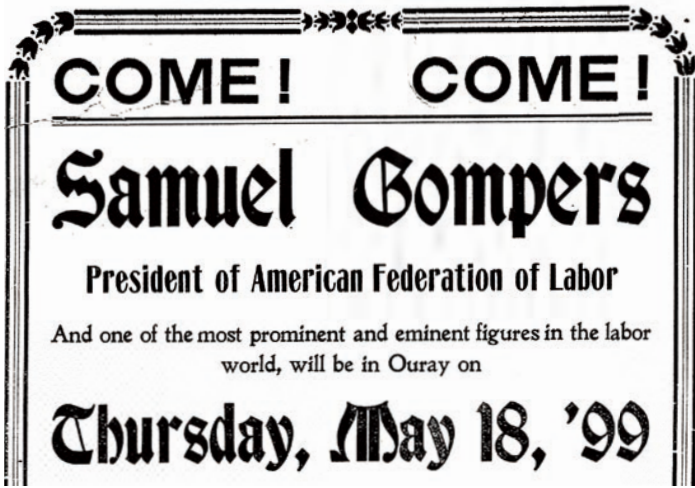 COME! COME!
Samuel Gompers
President of American Federation of Labor
And one of the most prominent and eminent figures in the labor
world, will be in Ouray on
Thursday, May 18, '99